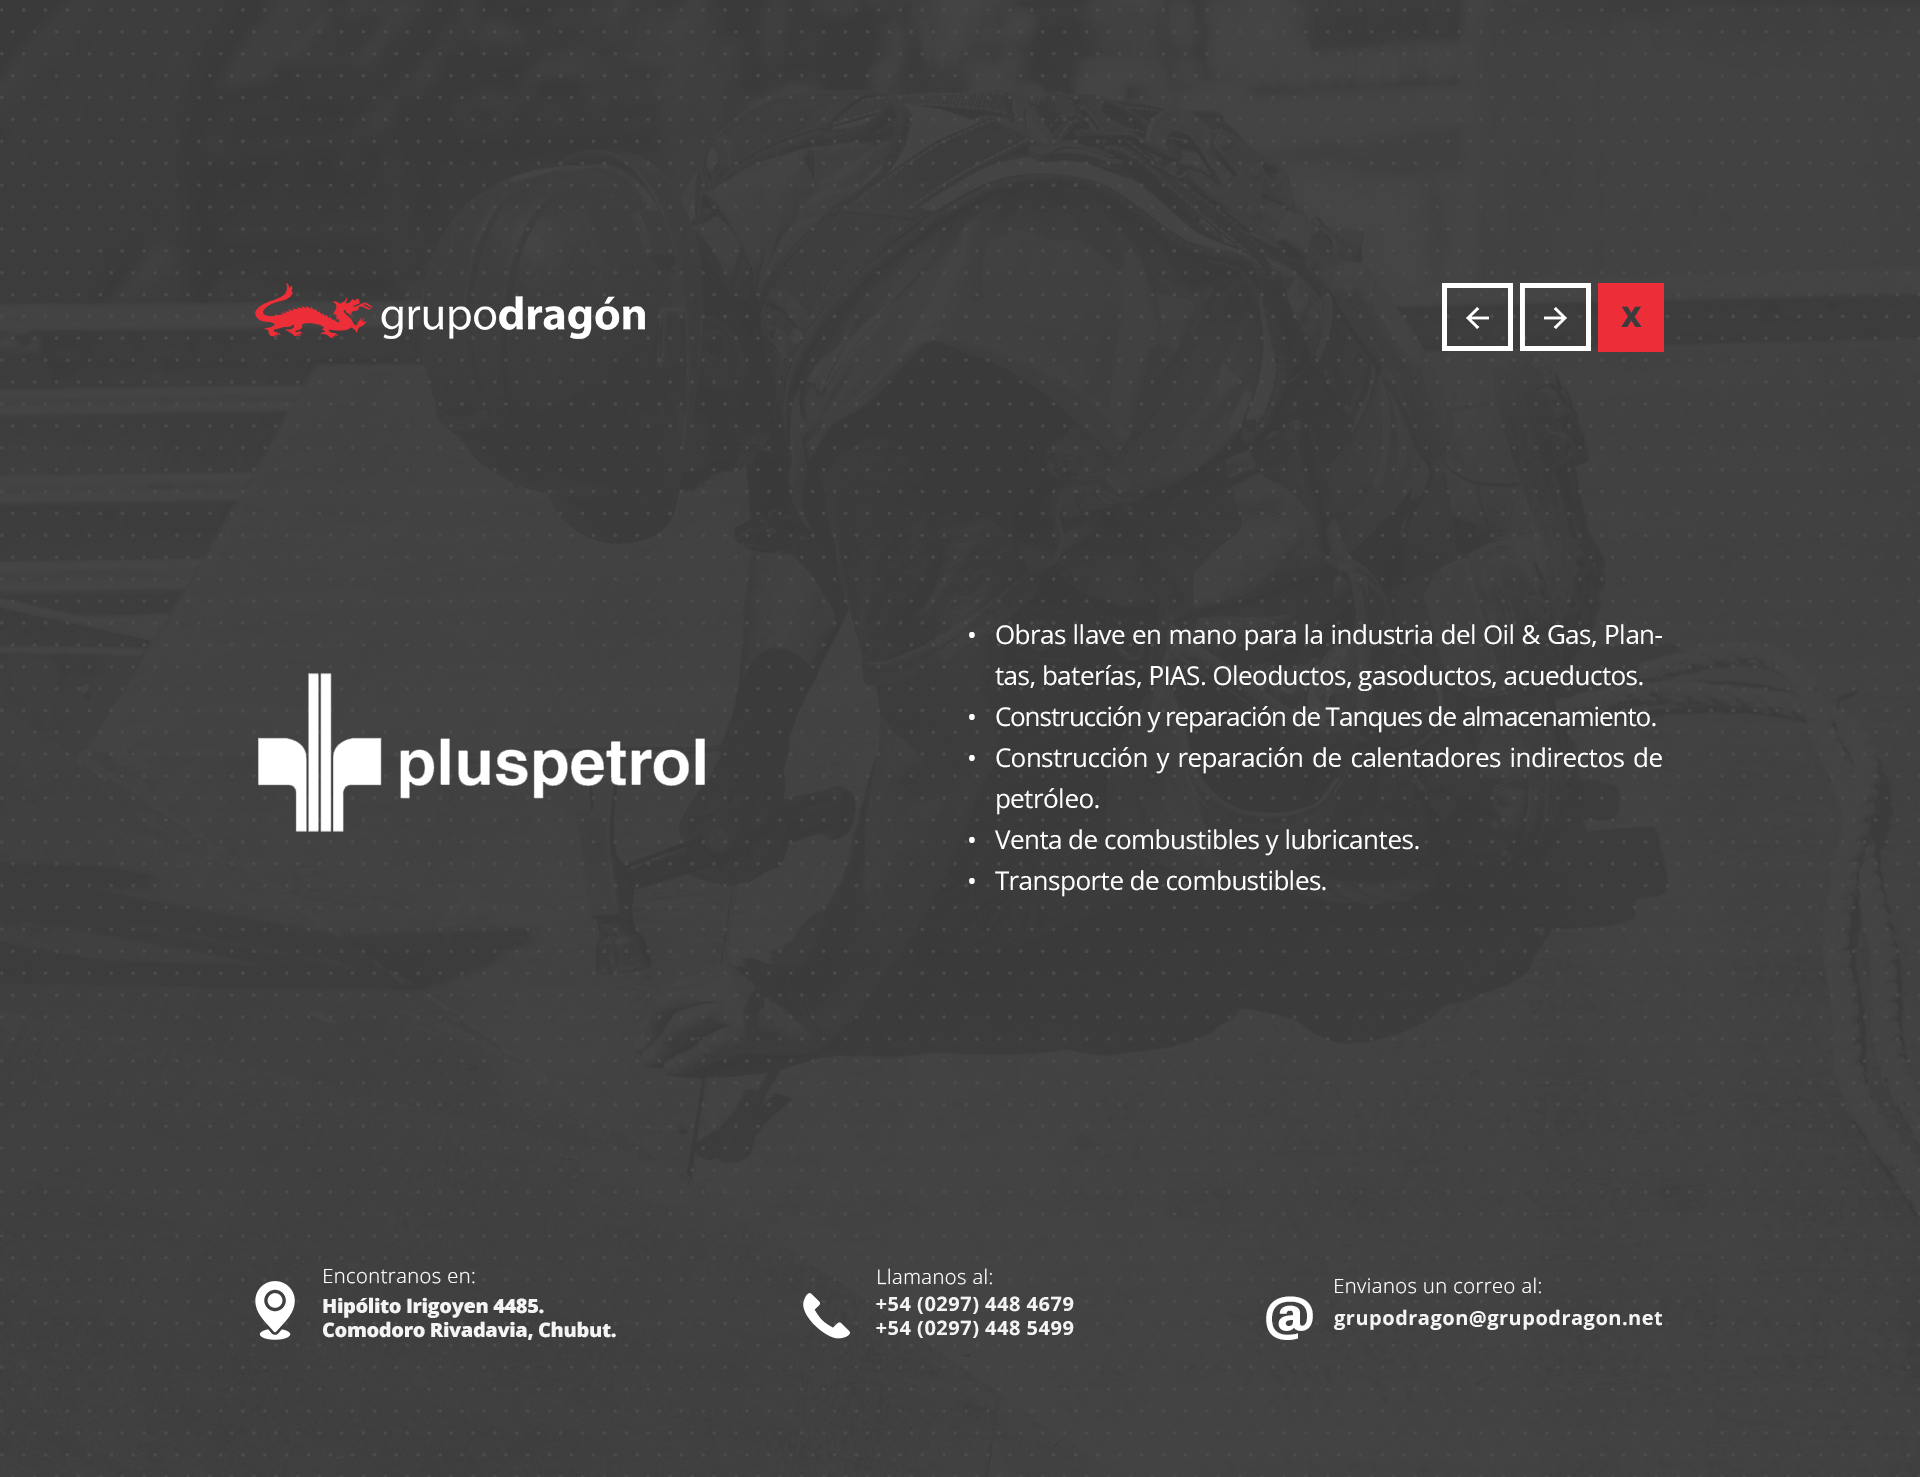 grupodragón
X
pluspetrol
• Obras llave en mano para la industria del Oil & Gas, Plan-
tas, baterías, PIAS. Oleoductos, gasoductos, acueductos.
• Construcción y reparación de Tanques de almacenamiento.
• Construcción y reparación de calentadores indirectos de
petróleo.
• Venta de combustibles y lubricantes.
• Transporte de combustibles.
Encontranos en:
Hipólito Irigoyen 4485.
Comodoro Rivadavia, Chubut.
Llamanos al:
+54 (0297) 448 4679
+54 (0297) 448 5499
@
Envianos un correo al:
grupodragon@grupodragon.net